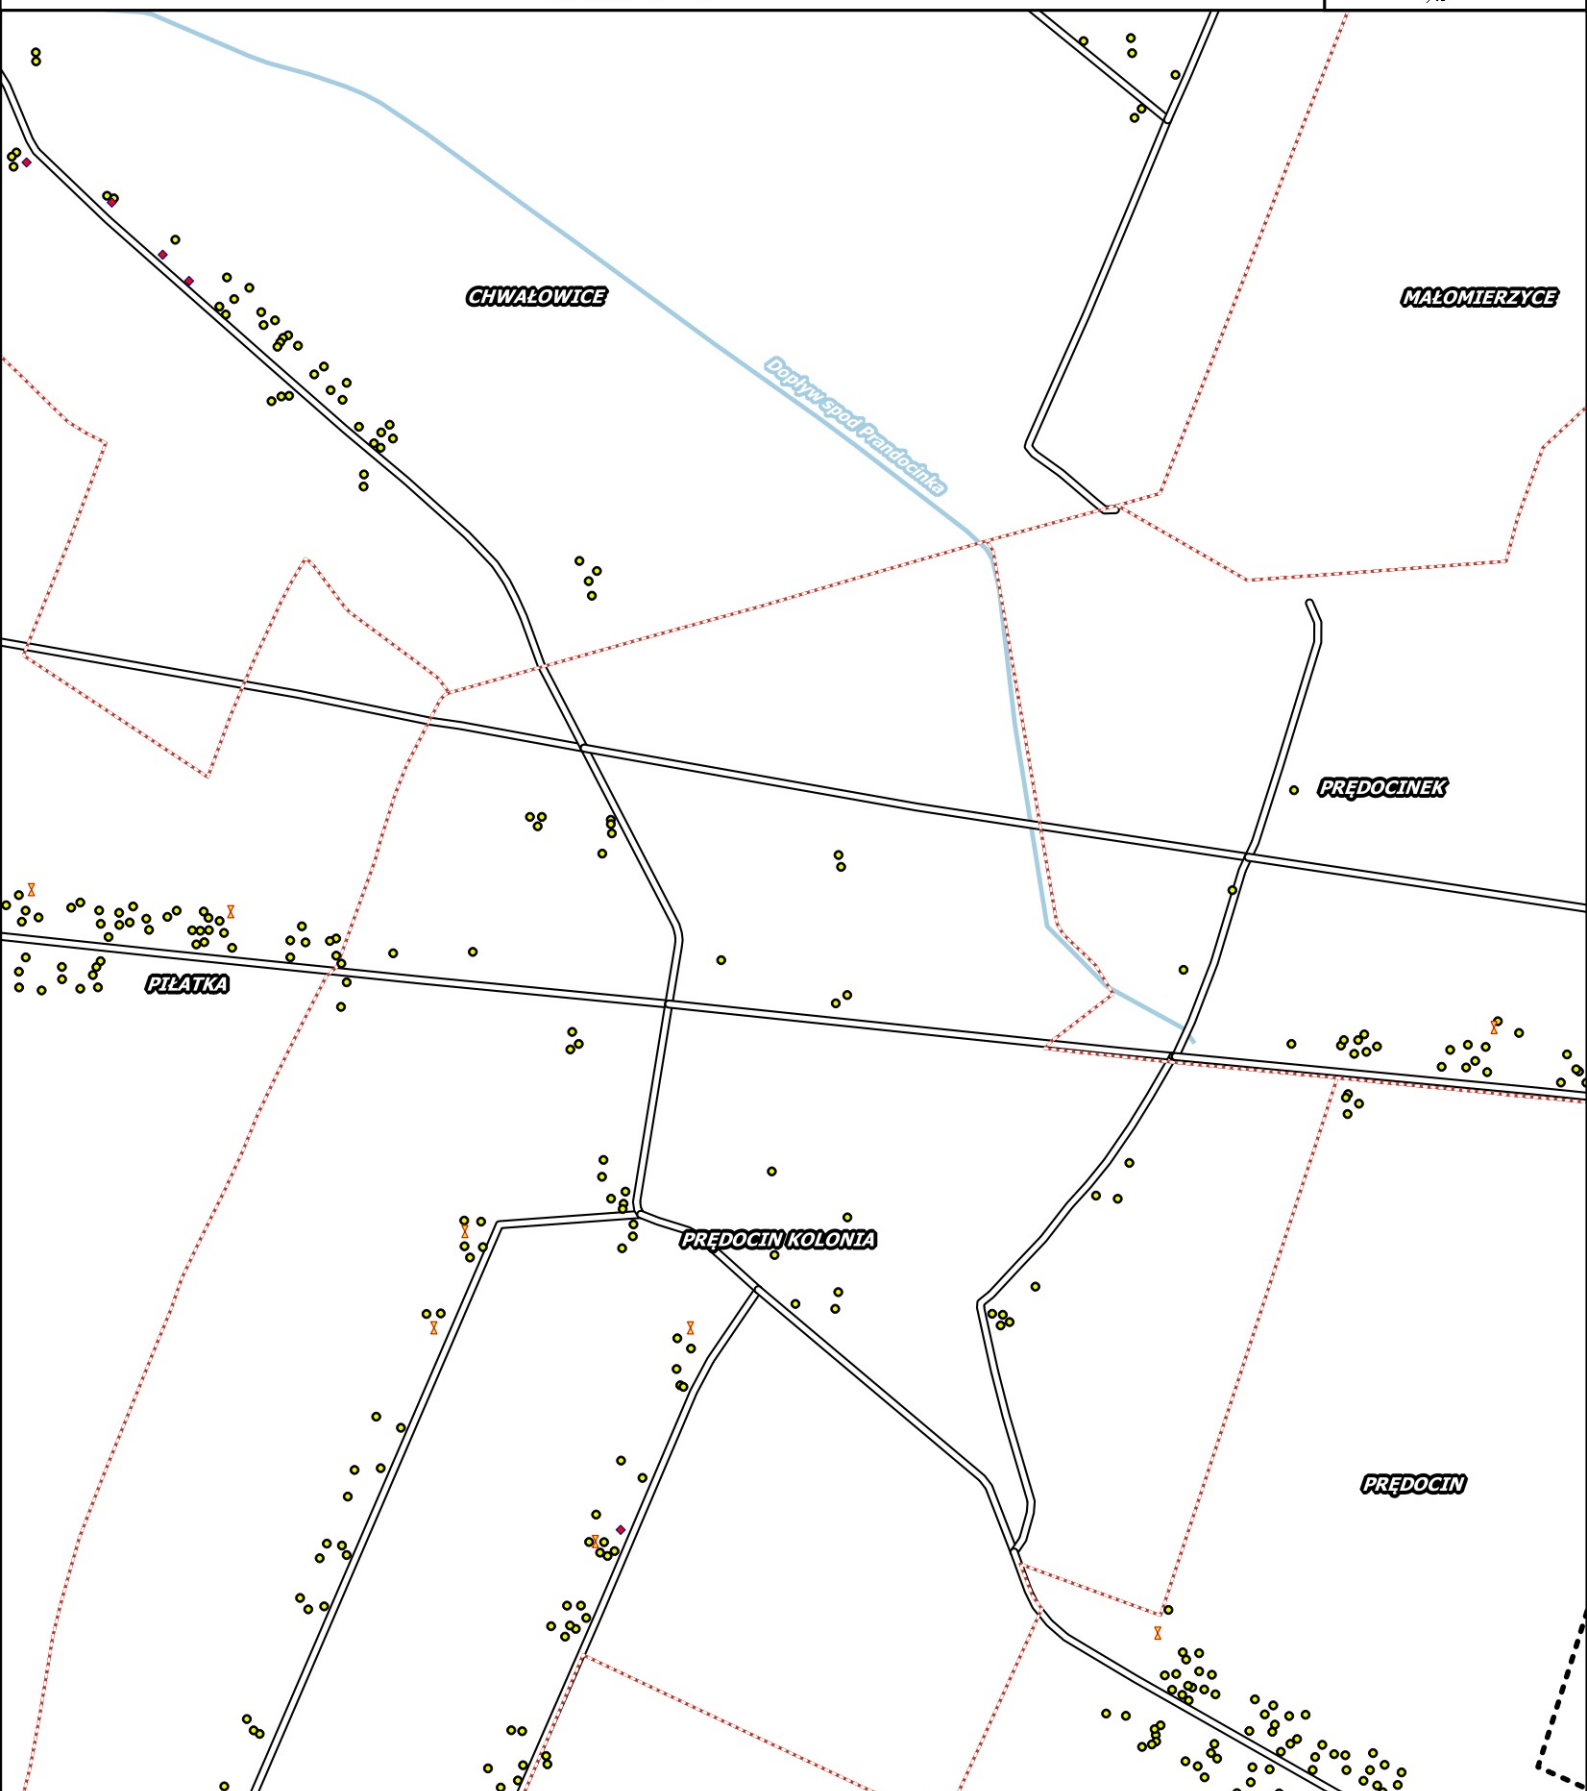 CHWAŁOWICE
MAŁOMIERZYCE
Dopływ spod Prandocinka
PRĘDOCINEK
PIŁATKA
PRĘDOCIN KOLONIA
PRĘDOCIN